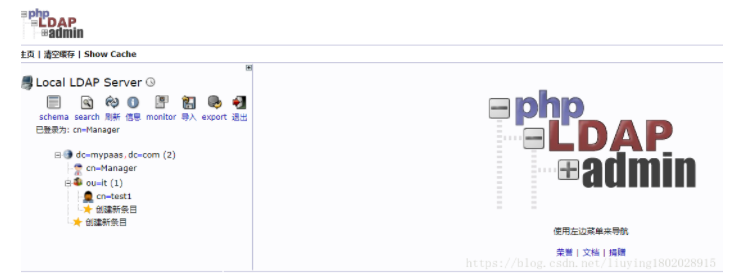 php
LDAP
admin
主页 | 清空缓存 | Show Cache
Local LDAP Server
schema search 刷新 信息 monitor 导入 export 退出
已登录为: cn=Manager
dc=mypaas,dc=com (2)
cn=Manager
ou=it (1)
cn=test1
创建新条目
创建新条目
php
LDAP
admin
使用左边菜单来导航
荣誉 | 文档 | 捐赠
https://blog.csdn.net/liuying1802028915